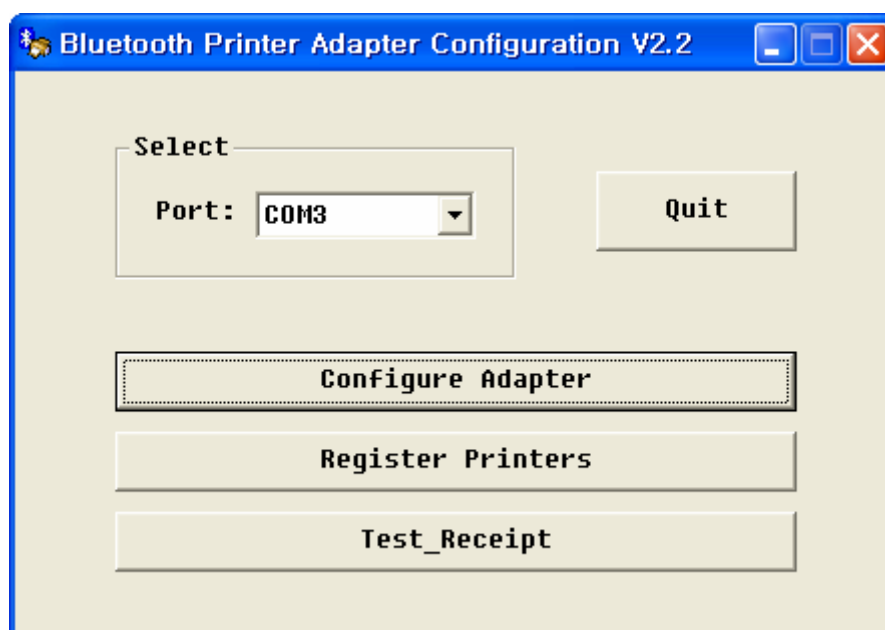 Bluetooth Printer Adapter Configuration V2.2
Select
Port: COM3
Quit
Configure Adapter
Register Printers
Test_Receipt